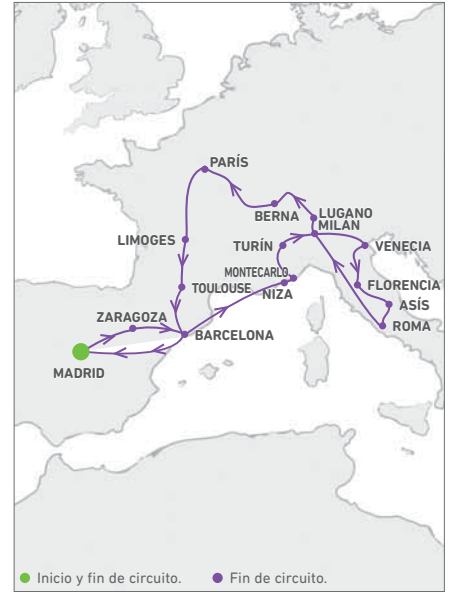 PARÍS
BERNA
LUGANO
MILAN
LIMOGES
TURÍN
VENECIA
MONTECARLO
TOULOUSE
NIZA
FLORENCIA
ASÍS
ZARAGOZA
ROMA
BARCELONA
MADRID
Inicio y fin de circuito.
Fin de circuito.